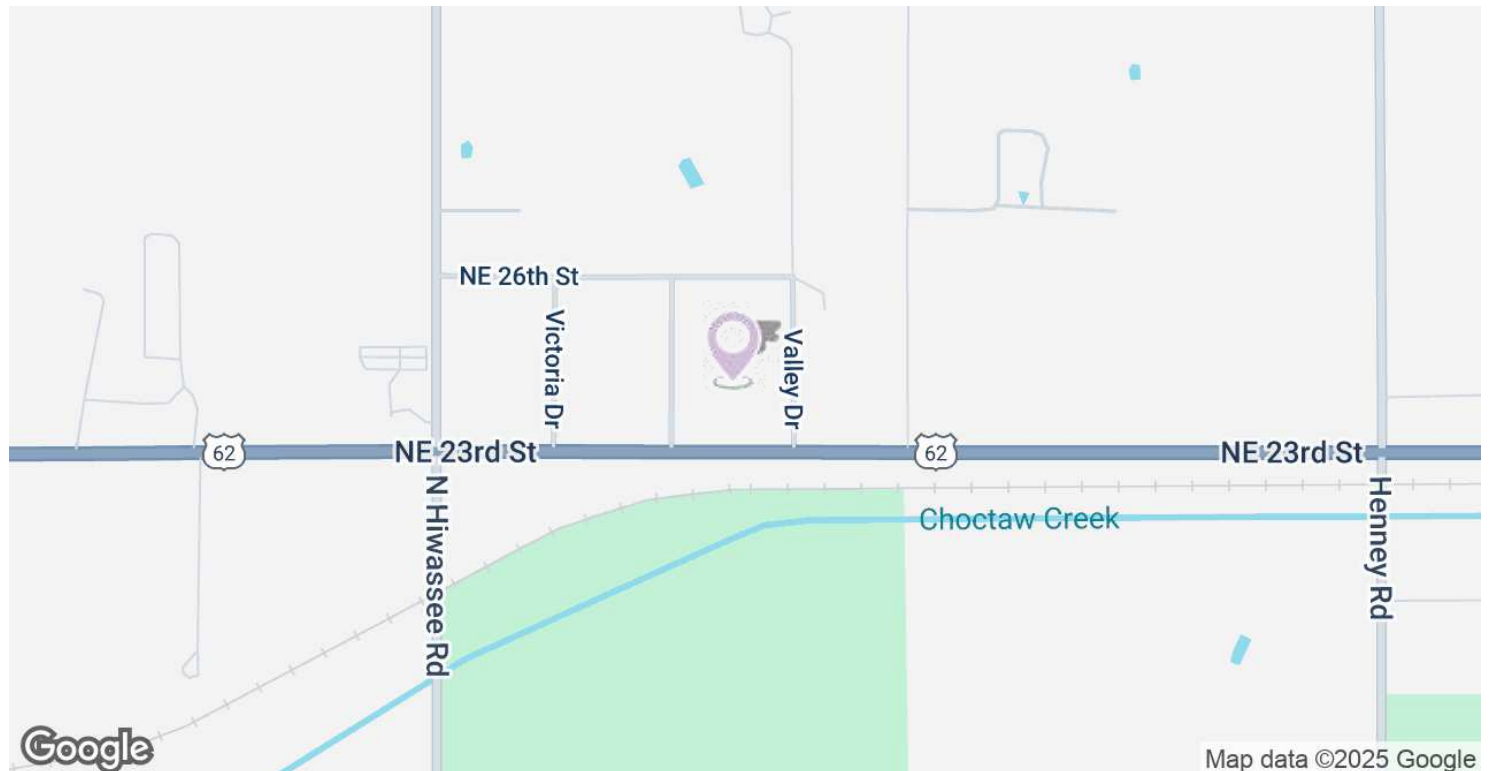 NE 26th St
Victoria Dr
Valley Dr
62
NE 23rd St
62
NE 23rd St
N Hiwassee Rd
Choctaw Creek
Henney Rd
Google
Map data ©2025 Google